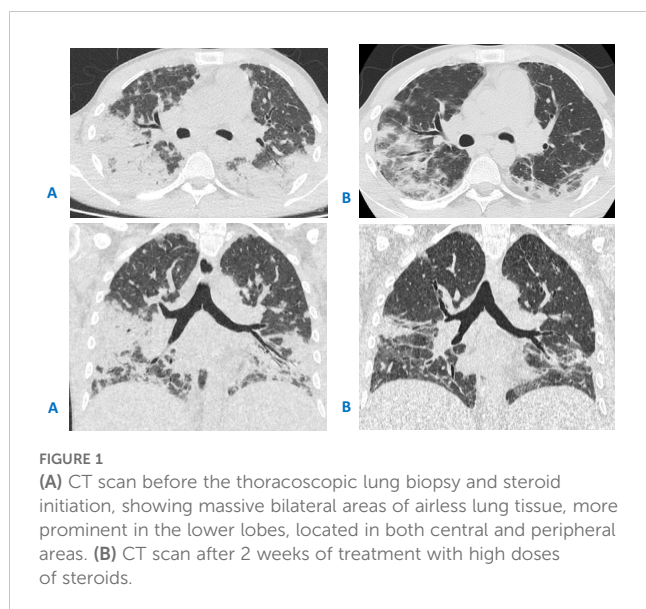 A
B
A
B
FIGURE 1
(A) CT scan before the thoracoscopic lung biopsy and steroid
initiation, showing massive bilateral areas of airless lung tissue, more
prominent in the lower lobes, located in both central and peripheral
areas. (B) CT scan after 2 weeks of treatment with high doses
of steroids.